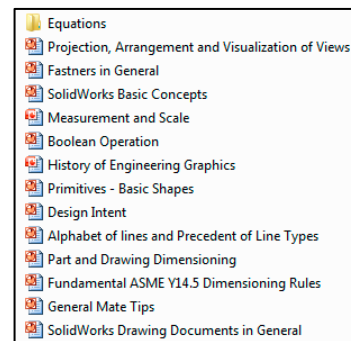 Equations
Projection, Arrangement and Visualization of Views
Fastners in General
SolidWorks Basic Concepts
Measurement and Scale
Boolean Operation
History of Engineering Graphics
Primitives - Basic Shapes
Design Intent
Alphabet of lines and Precedent of Line Types
Part and Drawing Dimensioning
Fundamental ASME Y14.5 Dimensioning Rules
General Mate Tips
SolidWorks Drawing Documents in General